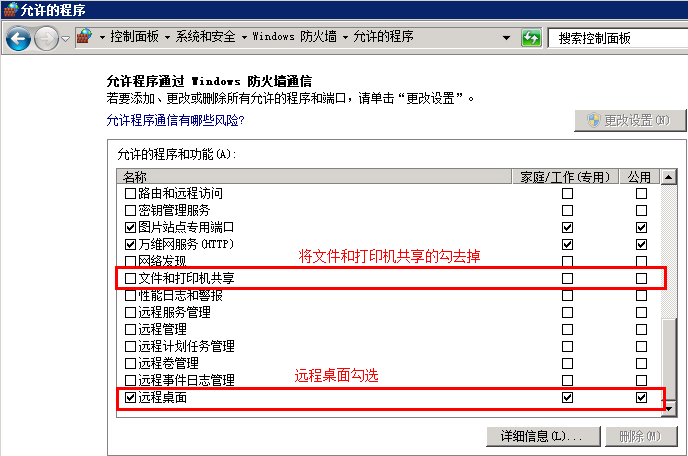 允许的程序
控制面板 系统和安全 Windows 防火墙 允许的程序
搜索控制面板
允许程序通过 Windows 防火墙通信
若要添加、更改或删除所有允许的程序和端口，请单击“更改设置”。
允许程序通信有哪些风险?
更改设置(N)
允许的程序和功能(A):
名称 家庭/工作(专用) 公用
路由和远程访问
密钥管理服务
图片站点专用端口
万维网服务(HTTP)
网络发现
将文件和打印机共享的勾去掉
文件和打印机共享
性能日志和警报
远程服务管理
远程管理
远程计划任务管理
远程卷管理
远程事件日志管理
远程桌面勾选
远程桌面
详细信息(L)... 删除(M)